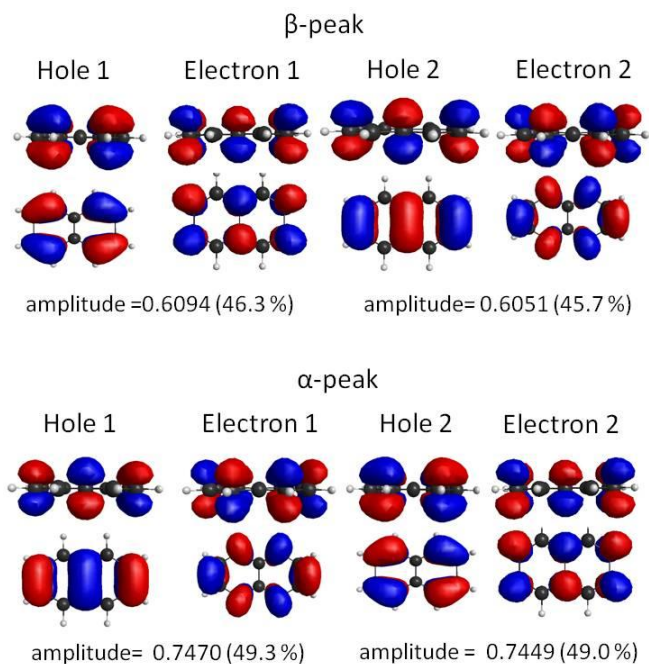 β-peak
Hole 1 Electron 1 Hole 2 Electron 2
amplitude =0.6094 (46.3 %) amplitude= 0.6051 (45.7 %)
α-peak
Hole 1 Electron 1 Hole 2 Electron 2
amplitude= 0.7470 (49.3 %) amplitude = 0.7449 (49.0 %)